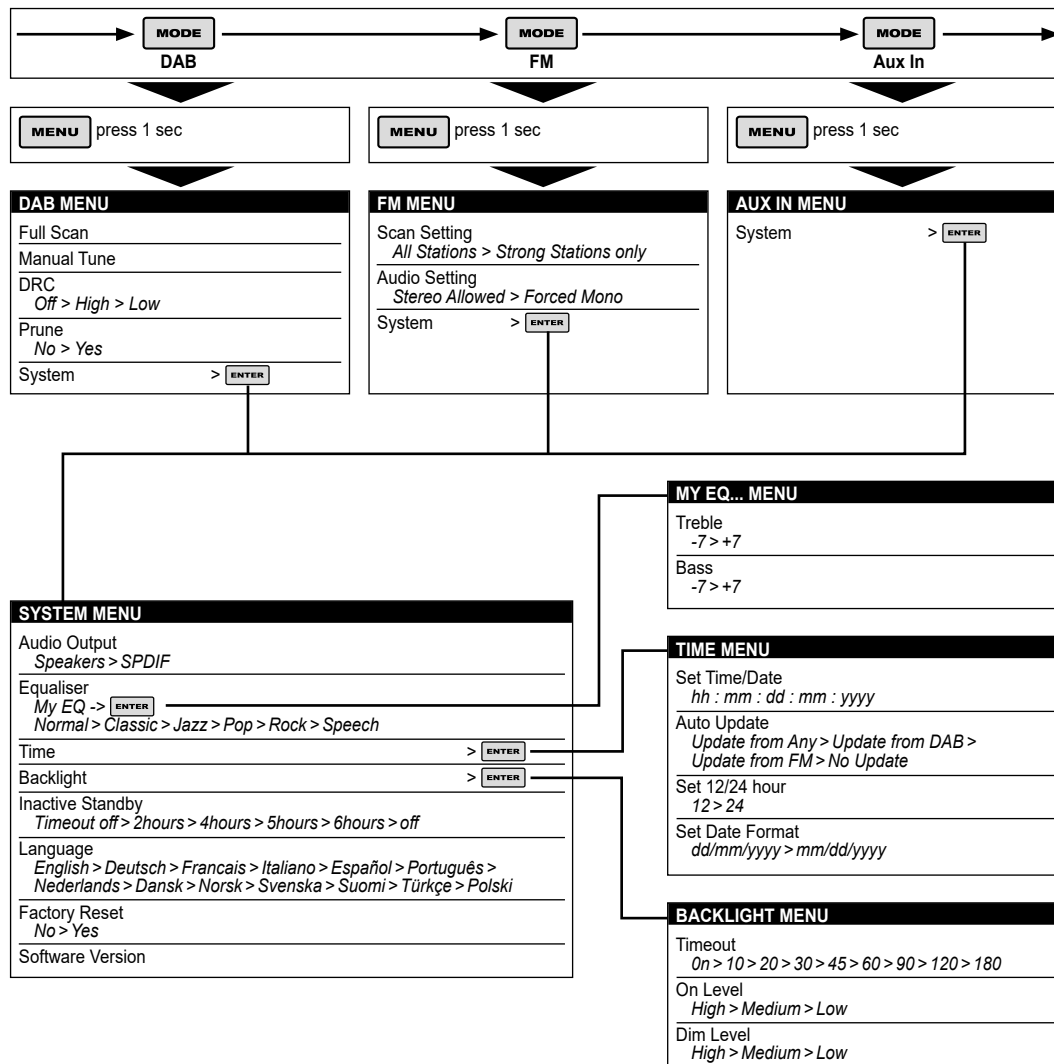 MODE
DAB
MODE
FM
MODE
Aux In
MENU press 1 sec
MENU press 1 sec
MENU press 1 sec
DAB MENU
Full Scan
Manual Tune
DRC
Off > High > Low
Prune
No > Yes
System > ENTER
FM MENU
Scan Setting
All Stations > Strong Stations only
Audio Setting
Stereo Allowed > Forced Mono
System > ENTER
AUX IN MENU
System > ENTER
SYSTEM MENU
Audio Output
Speakers > SPDIF
Equaliser
My EQ -> ENTER
Normal > Classic > Jazz > Pop > Rock > Speech
Time > ENTER
Backlight > ENTER
Inactive Standby
Timeout off > 2hours > 4hours > 5hours > 6hours > off
Language
English > Deutsch > Francais > Italiano > Español > Português >
Nederlands > Dansk > Norsk > Svenska > Suomi > Türkçe > Polski
Factory Reset
No > Yes
Software Version
MY EQ... MENU
Treble
-7 > +7
Bass
-7 > +7
TIME MENU
Set Time/Date
hh : mm : dd : mm : yyyy
Auto Update
Update from Any > Update from DAB >
Update from FM > No Update
Set 12/24 hour
12 > 24
Set Date Format
dd/mm/yyyy > mm/dd/yyyy
BACKLIGHT MENU
Timeout
0n > 10 > 20 > 30 > 45 > 60 > 90 > 120 > 180
On Level
High > Medium > Low
Dim Level
High > Medium > Low